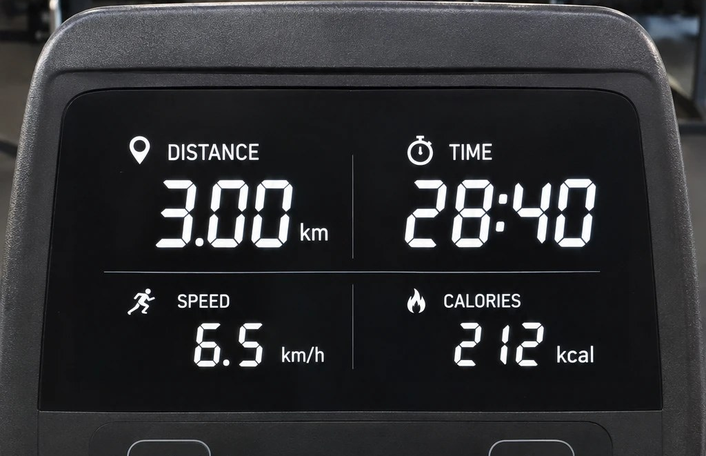 DISTANCE
3.00 km
TIME
28:40
SPEED
6.5 km/h
CALORIES
212 kcal